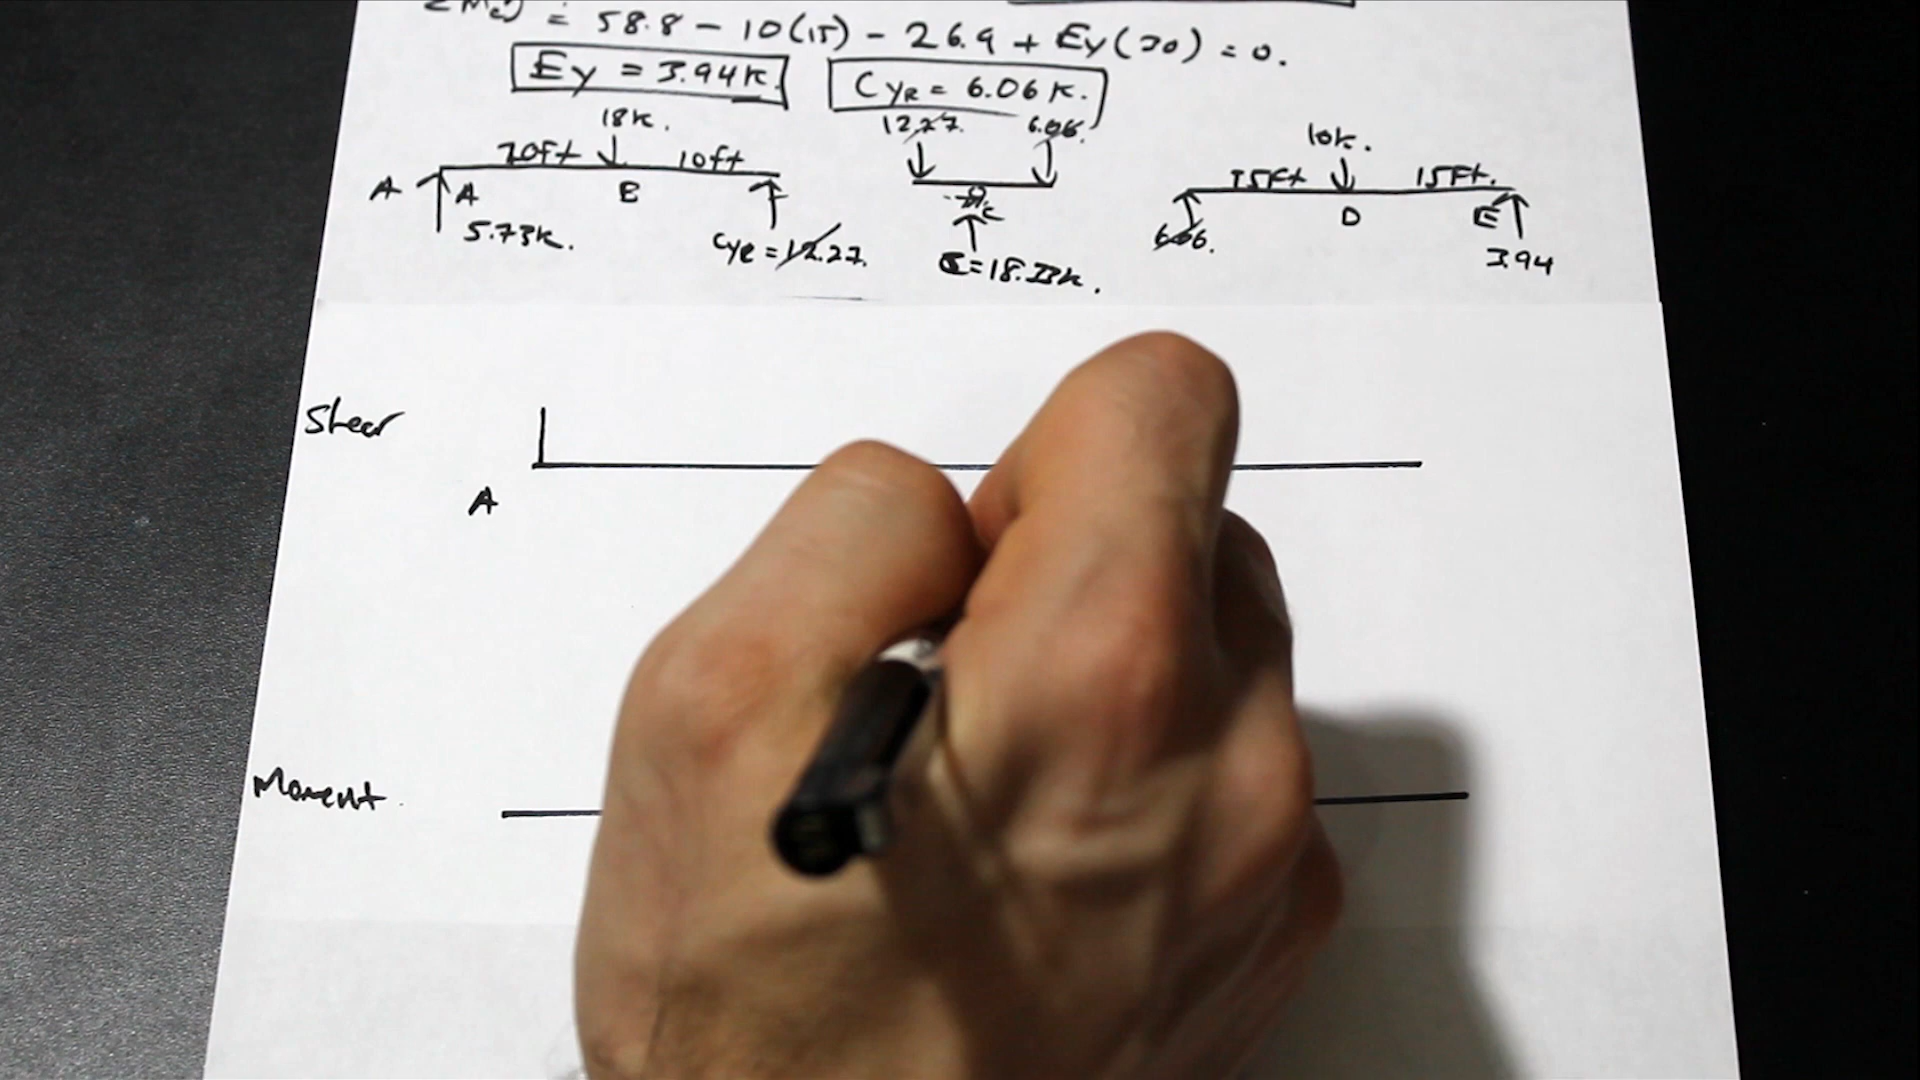 = 58.8 - 10(15) - 26.9 + Ey(30) = 0.
Ey = 3.94K. CyR = 6.06 K.
18K. 12.27. 6.06. 10K.
20ft 10ft 15Ft 15Ft.
A A B C D E
5.73K. Cye = 12.27. C=18.33K. 6.06. 3.94
Shear
A
Moment.